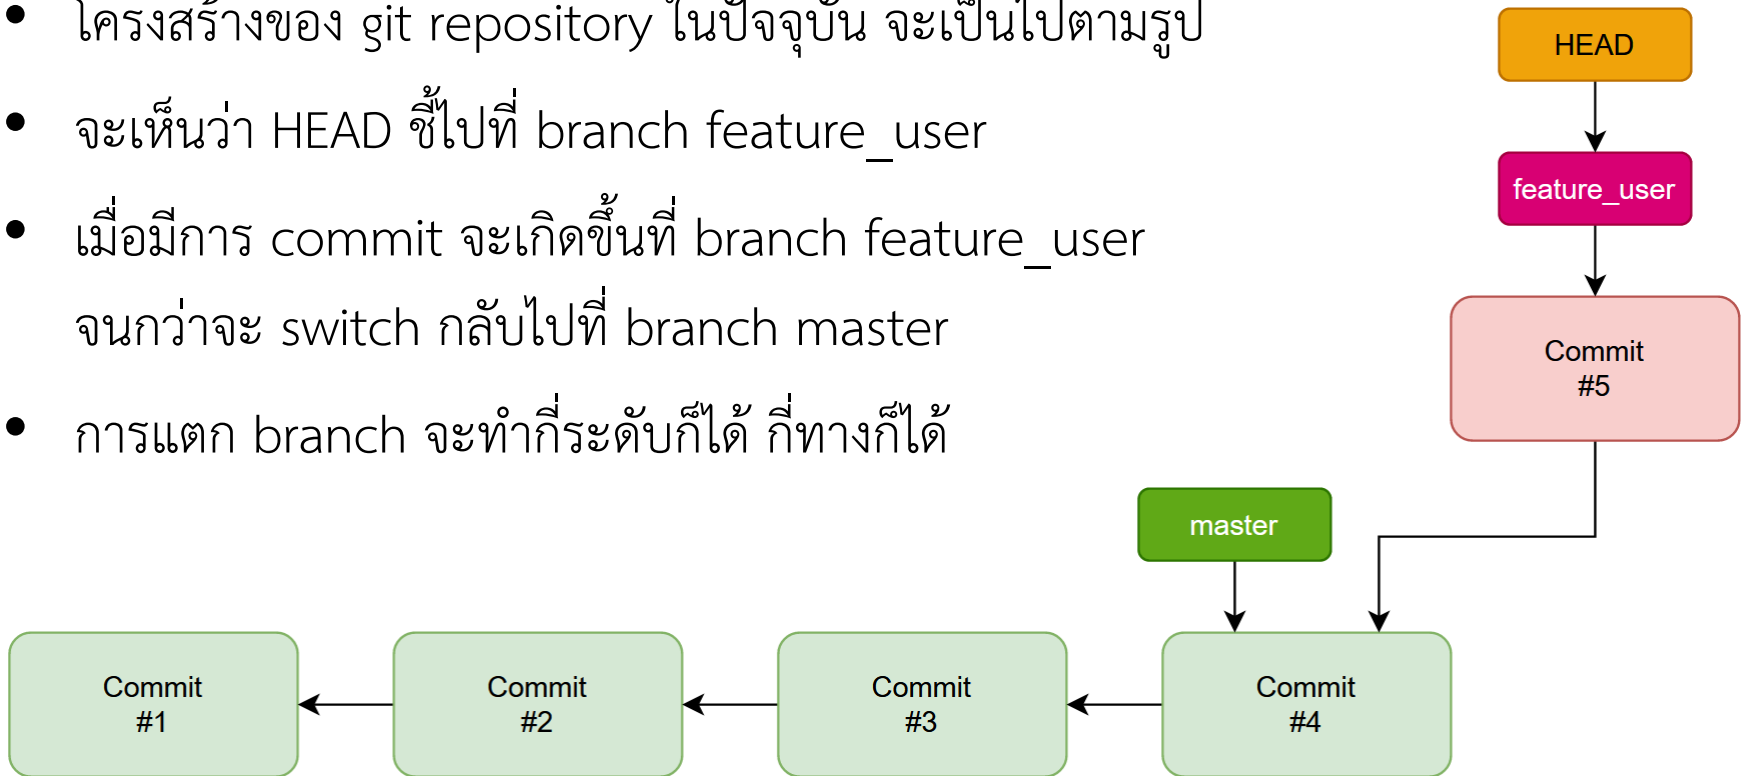 • โครงสร้างของ git repository ในปัจจุบัน จะเป็นไปตามรูป
• จะเห็นว่า HEAD ชี้ไปที่ branch feature_user
• เมื่อมีการ commit จะเกิดขึ้นที่ branch feature_user
จนกว่าจะ switch กลับไปที่ branch master
• การแตก branch จะทำกี่ระดับก็ได้ กี่ทางก็ได้
HEAD
feature_user
Commit
#5
master
Commit
#1
Commit
#2
Commit
#3
Commit
#4